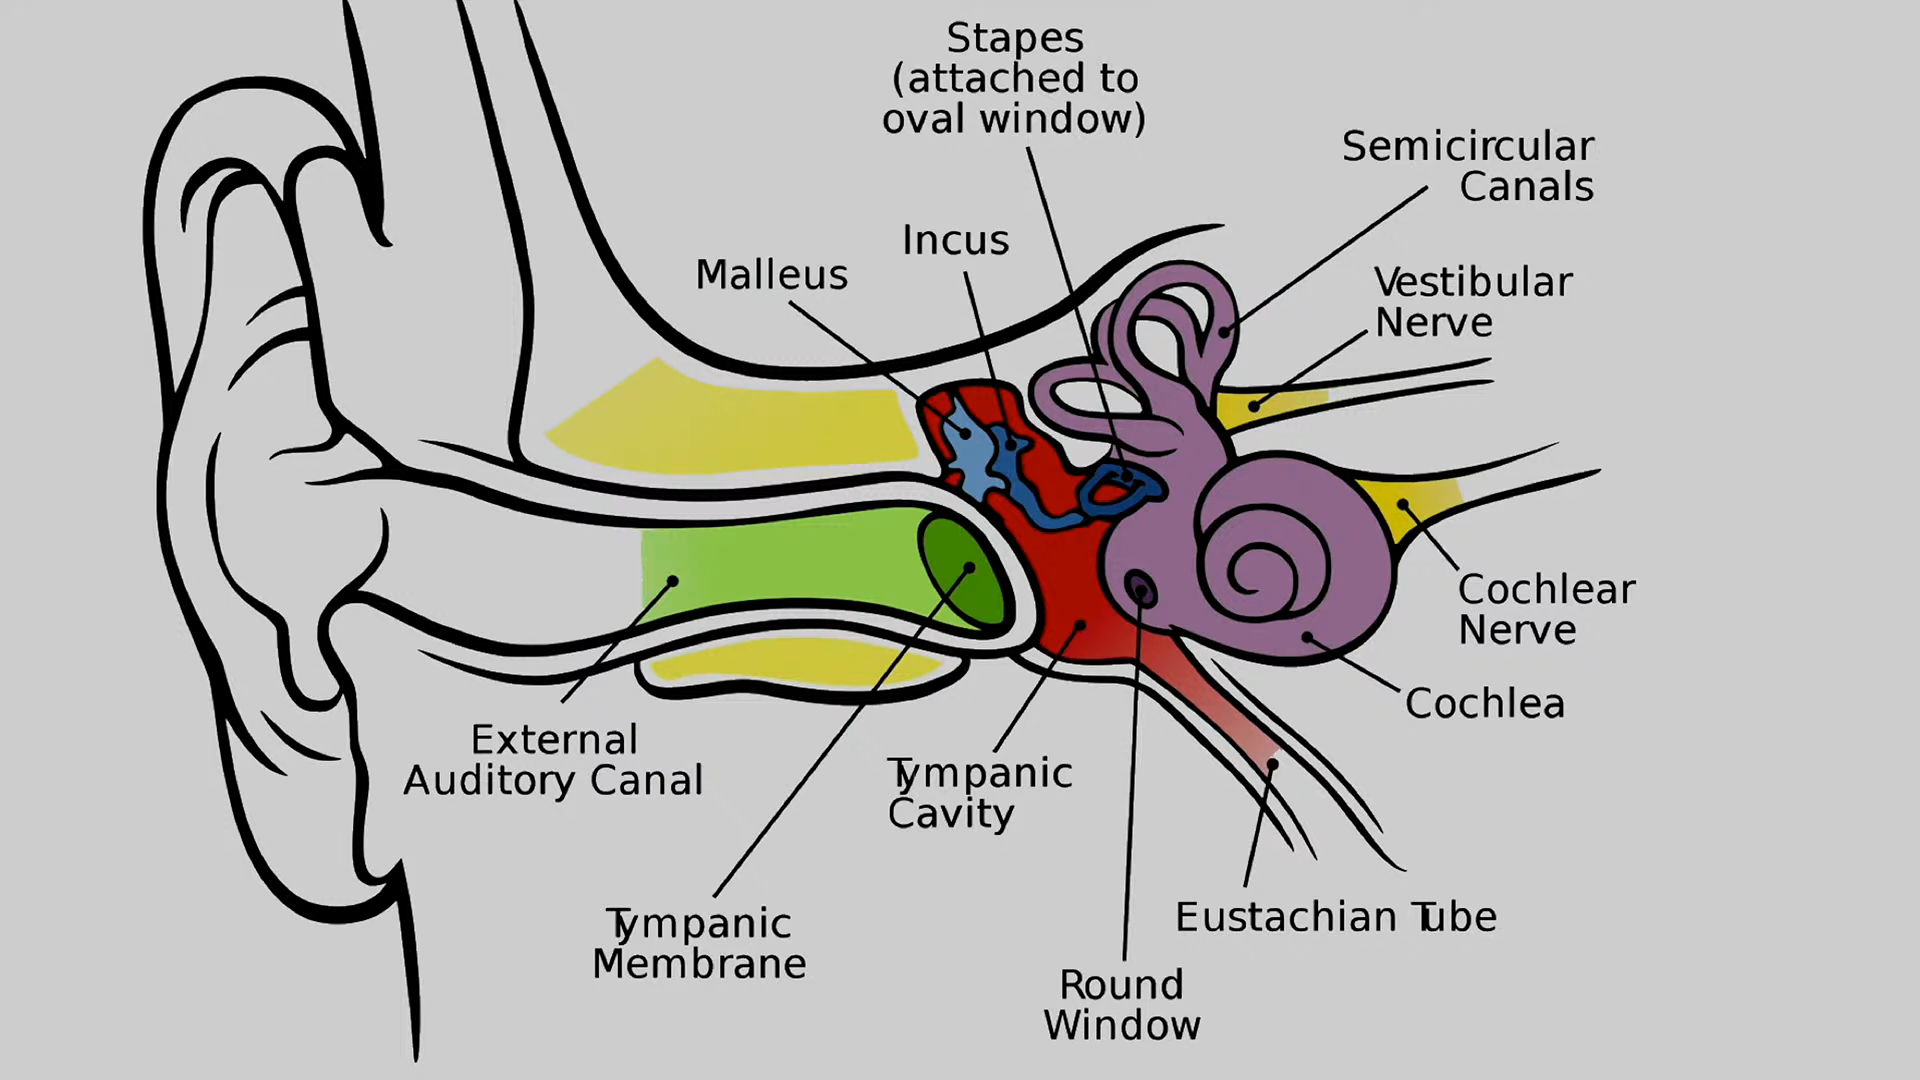 Stapes
(attached to
oval window)
Semicircular
Canals
Incus
Malleus
Vestibular
Nerve
Cochlear
Nerve
Cochlea
External
Auditory Canal
Tympanic
Cavity
Tympanic
Membrane
Eustachian Tube
Round
Window